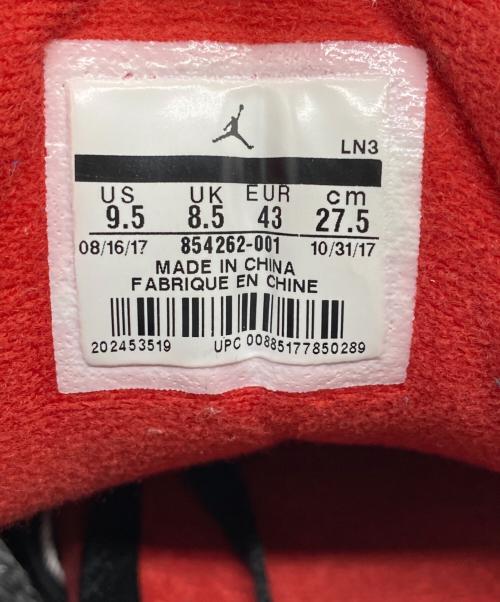 LN3
US UK EUR cm
9.5 8.5 43 27.5
08/16/17 854262-001 10/31/17
MADE IN CHINA
FABRIQUE EN CHINE
202453519 UPC 00885177850289